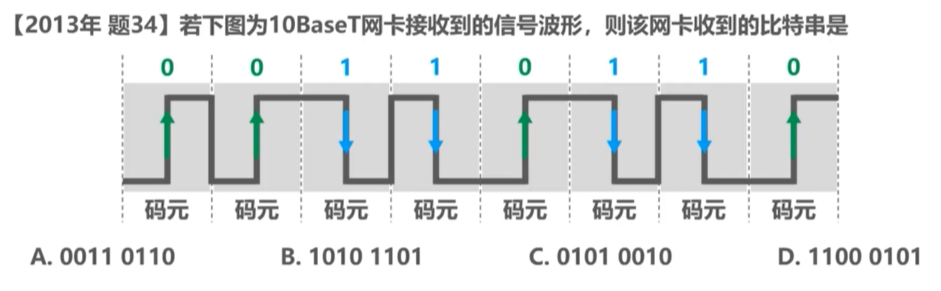 【2013年 题34】若下图为10BaseT网卡接收到的信号波形，则该网卡收到的比特串是
0 0 1 1 0 1 1 0
码元 码元 码元 码元 码元 码元 码元 码元
A. 0011 0110 B. 1010 1101 C. 0101 0010 D. 1100 0101